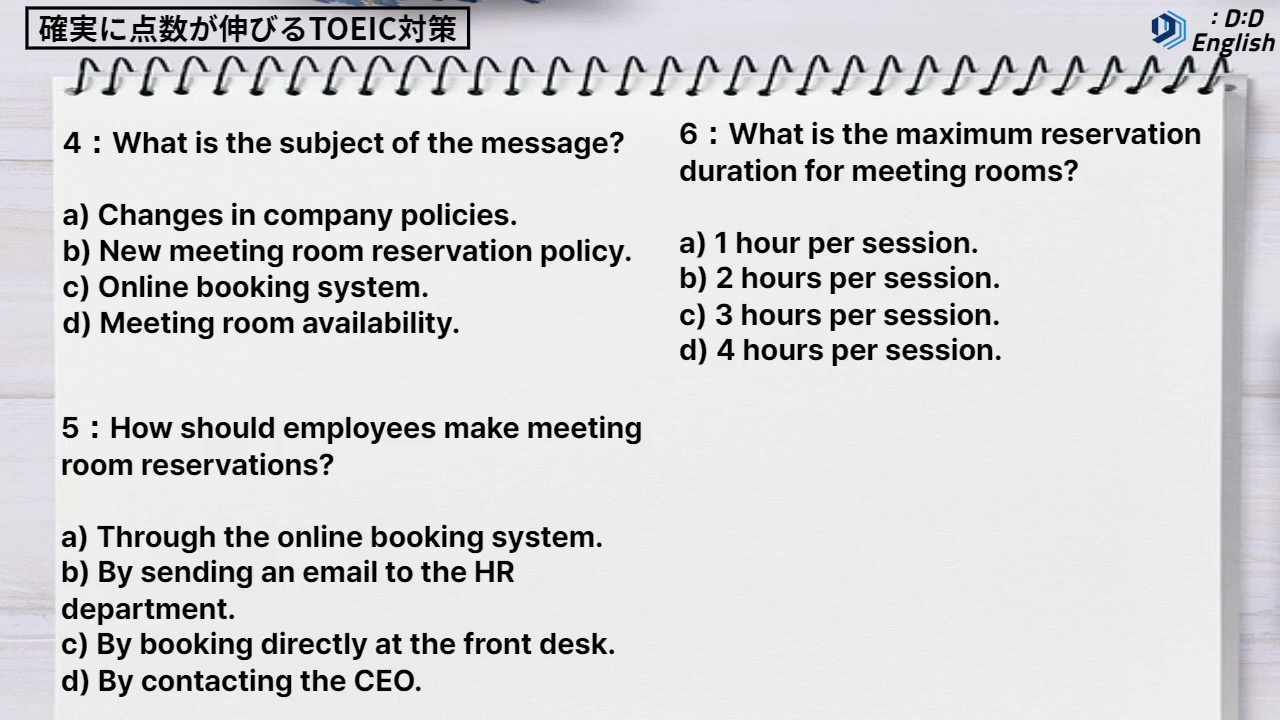 確実に点数が伸びるTOEIC対策
: D:D
English
4：What is the subject of the message?
a) Changes in company policies.
b) New meeting room reservation policy.
c) Online booking system.
d) Meeting room availability.
5：How should employees make meeting
room reservations?
a) Through the online booking system.
b) By sending an email to the HR
department.
c) By booking directly at the front desk.
d) By contacting the CEO.
6：What is the maximum reservation
duration for meeting rooms?
a) 1 hour per session.
b) 2 hours per session.
c) 3 hours per session.
d) 4 hours per session.